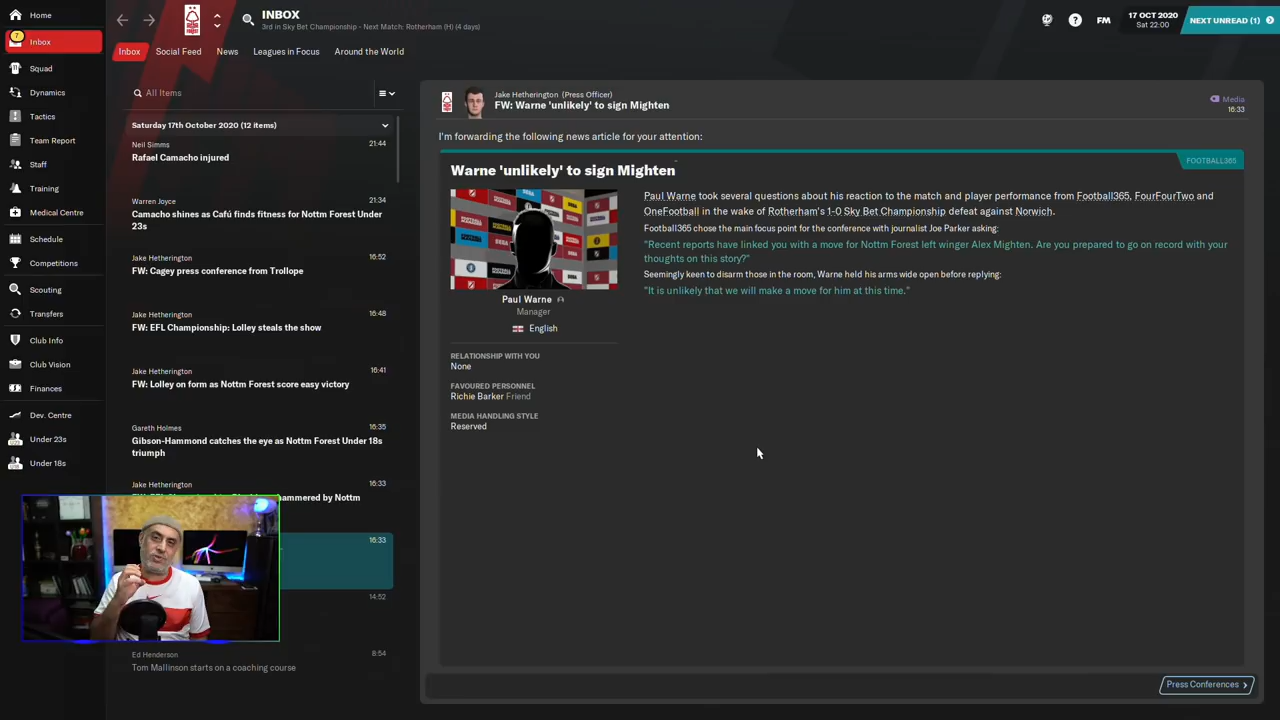 Home
7
Inbox
Squad
Dynamics
Tactics
Team Report
Staff
Training
Medical Centre
Schedule
Competitions
Scouting
Transfers
Club Info
Club Vision
Finances
Dev. Centre
Under 23s
Under 18s
INBOX
3rd in Sky Bet Championship - Next Match: Rotherham (H) (4 days)
FM
17 OCT 2020
Sat 22:00
NEXT UNREAD (1)
Inbox
Social Feed
News
Leagues in Focus
Around the World
All Items
Saturday 17th October 2020 (12 items)
Neil Simms
21:44
Rafael Camacho injured
Warren Joyce
21:34
Camacho shines as Cafú finds fitness for Nottm Forest Under
23s
Jake Hetherington
16:52
FW: Cagey press conference from Trollope
Jake Hetherington
16:48
FW: EFL Championship: Lolley steals the show
Jake Hetherington
16:41
FW: Lolley on form as Nottm Forest score easy victory
Gareth Holmes
16:35
Gibson-Hammond catches the eye as Nottm Forest Under 18s
triumph
Jake Hetherington
16:33
hammered by Nottm
16:33
14:52
Ed Henderson
8:54
Tom Mallinson starts on a coaching course
Jake Hetherington (Press Officer)
FW: Warne 'unlikely' to sign Mighten
Media
16:33
I'm forwarding the following news article for your attention:
FOOTBALL365
Warne 'unlikely' to sign Mighten
Paul Warne took several questions about his reaction to the match and player performance from Football365, FourFourTwo and
OneFootball in the wake of Rotherham's 1-0 Sky Bet Championship defeat against Norwich.
Football365 chose the main focus point for the conference with journalist Joe Parker asking:
"Recent reports have linked you with a move for Nottm Forest left winger Alex Mighten. Are you prepared to go on record with your
thoughts on this story?"
Seemingly keen to disarm those in the room, Warne held his arms wide open before replying:
"It is unlikely that we will make a move for him at this time."
Paul Warne
Manager
English
RELATIONSHIP WITH YOU
None
FAVOURED PERSONNEL
Richie Barker Friend
MEDIA HANDLING STYLE
Reserved
Press Conferences